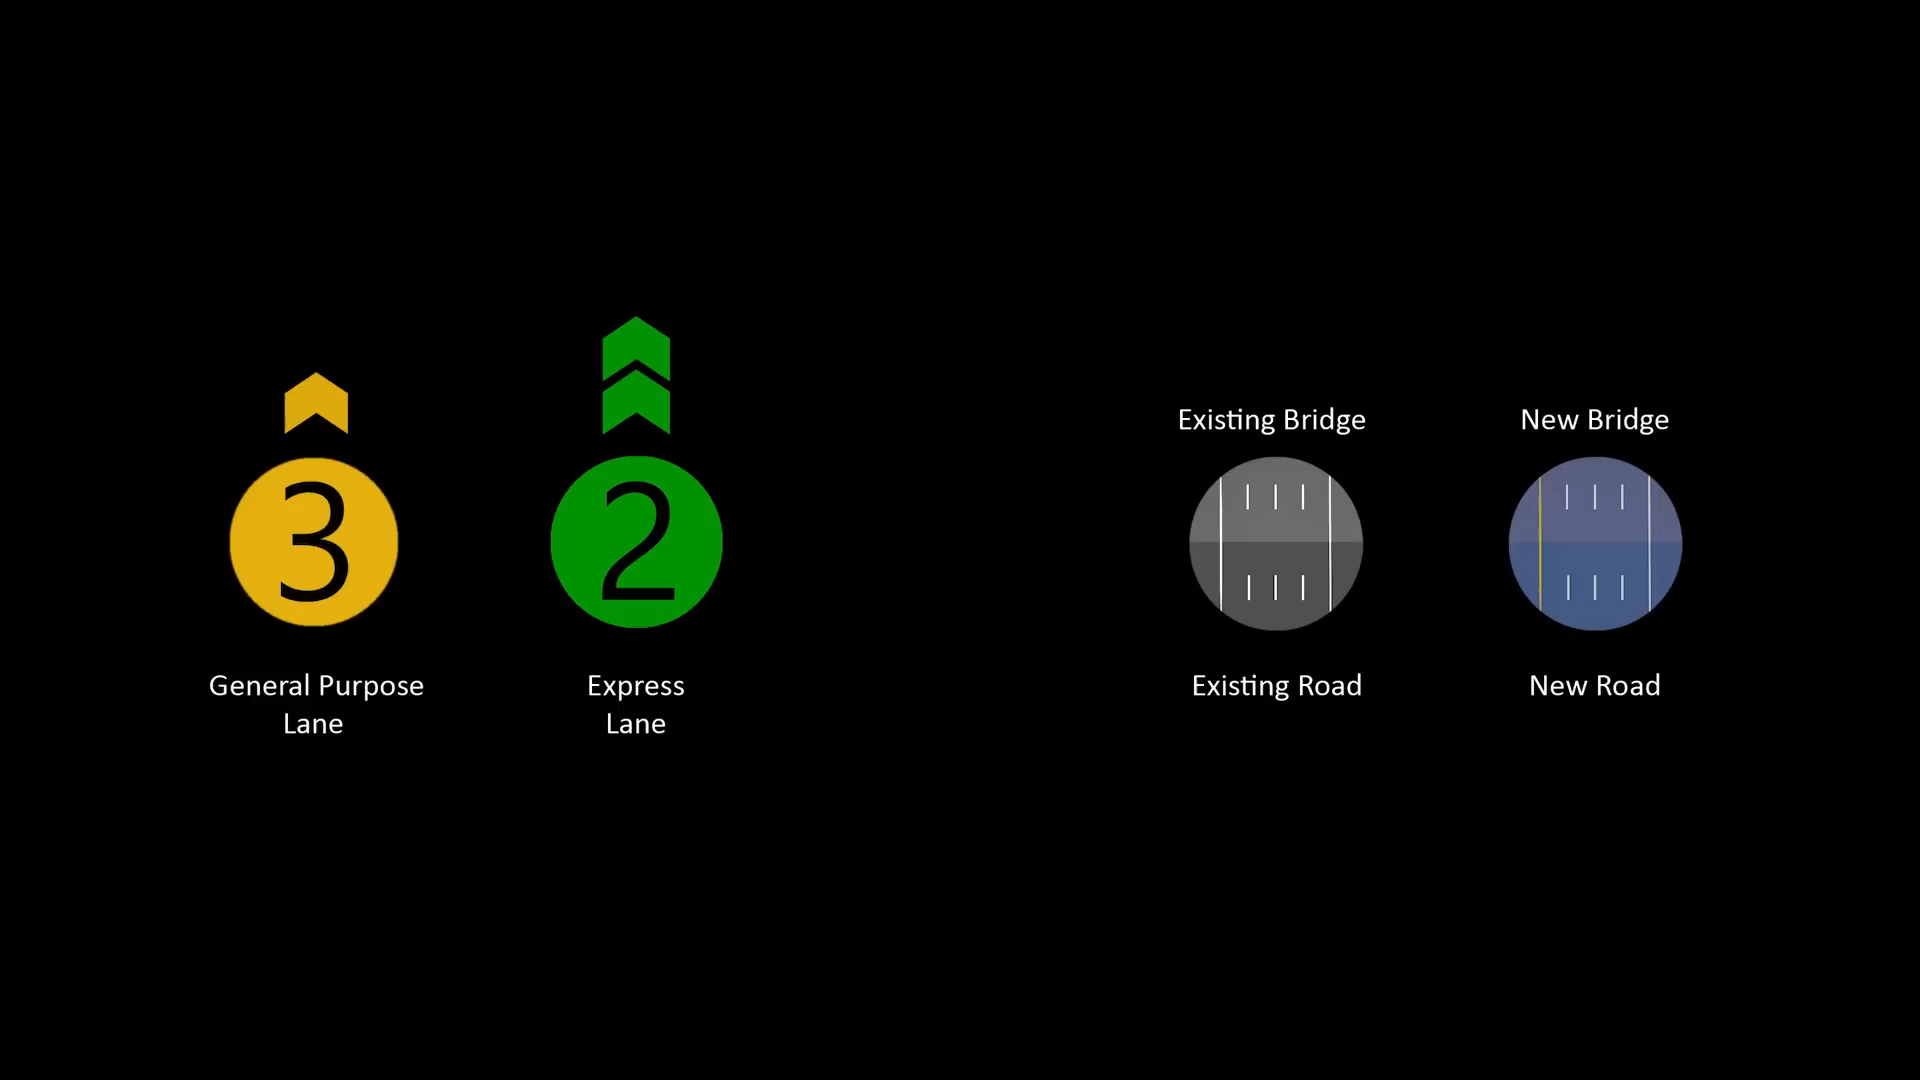 3
General Purpose
Lane
2
Express
Lane
Existing Bridge
Existing Road
New Bridge
New Road